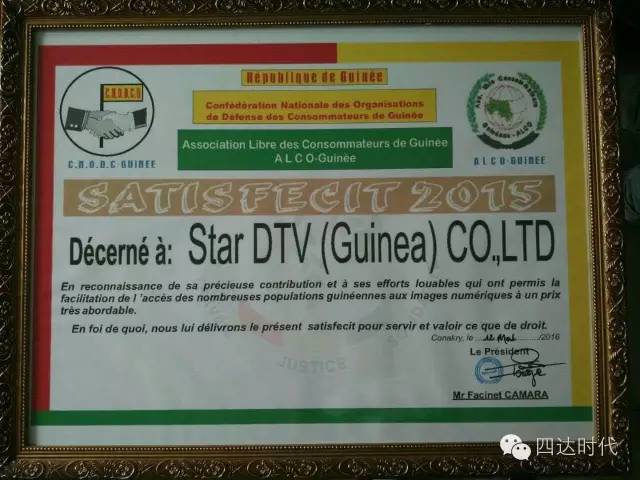 République de Guinée
Confédération Nationale des Organisations
de Défense des Consommateurs de Guinée
Association Libre des Consommateurs de Guinée
A L C O-Guinée
C.N.O.D.C-GUINEE
A L C O-GUINEE
SATISFECIT 2015
Décerné à: Star DTV (Guinea) CO.,LTD
En reconnaissance de sa précieuse contribution et à ses efforts louables qui ont permis la
facilitation de l 'accès des nombreuses populations guinéennes aux images numériques à un prix
très abordable.
En foi de quoi, nous lui délivrons le présent satisfecit pour servir et valoir ce que de droit.
Conakry, le 12 Mai /2016
Le Président
Mr Facinet CAMARA
JUSTICE
四达时代